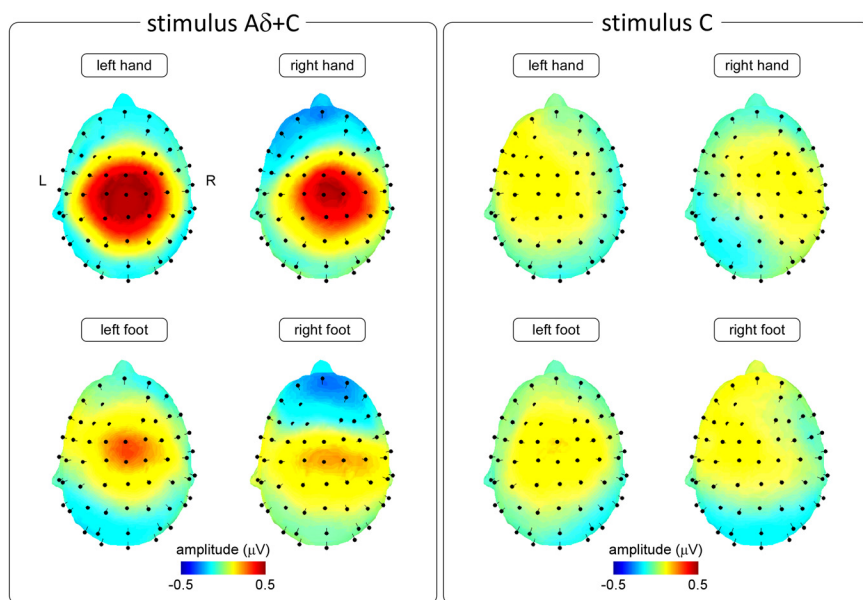 stimulus Aδ+C
left hand
right hand
L
R
left foot
right foot
amplitude (μV)
-0.5
0.5
stimulus C
left hand
right hand
left foot
right foot
amplitude (μV)
-0.5
0.5